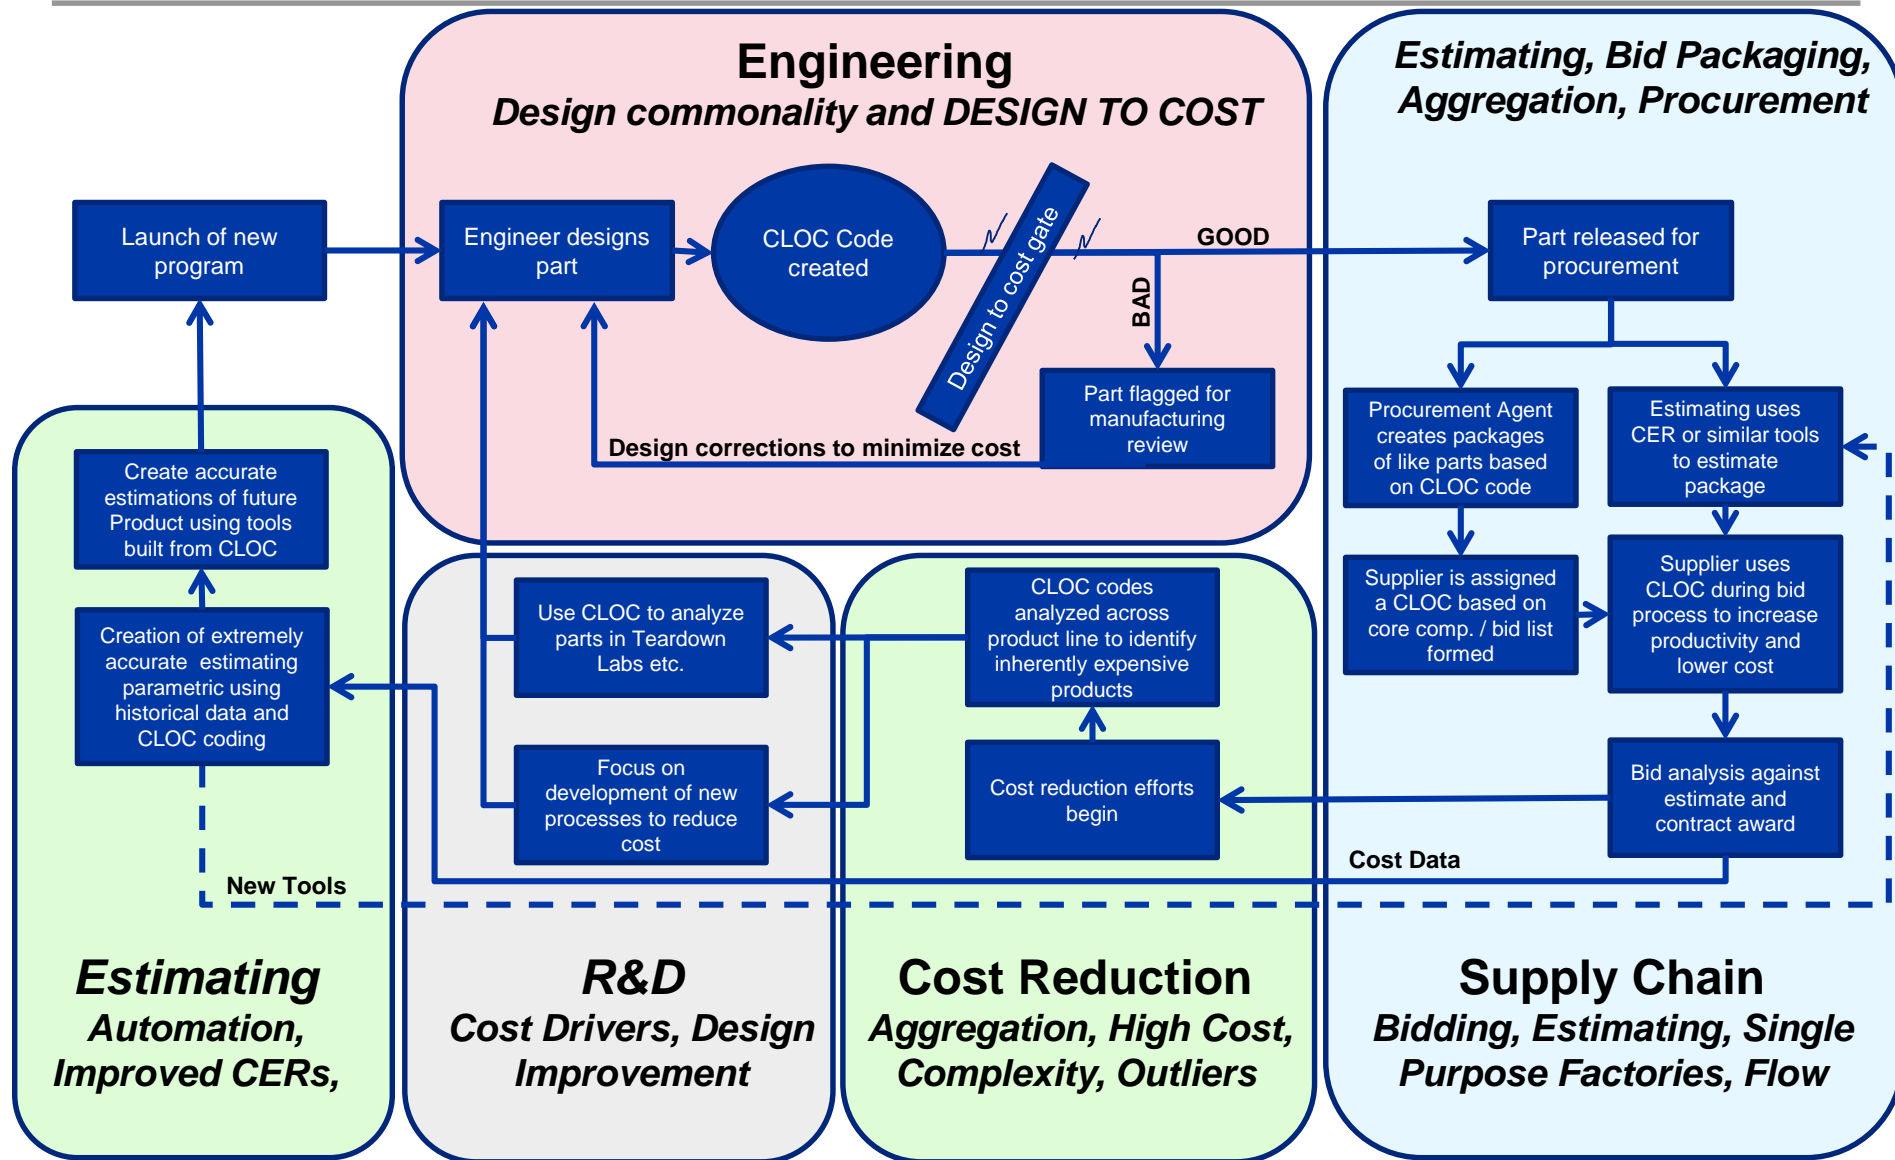 Engineering
Design commonality and DESIGN TO COST
Estimating, Bid Packaging,
Aggregation, Procurement
Launch of new
program
Engineer designs
part
CLOC Code
created
Design to cost gate
GOOD
BAD
Part released for
procurement
Part flagged for
manufacturing
review
Design corrections to minimize cost
Procurement Agent
creates packages
of like parts based
on CLOC code
Estimating uses
CER or similar tools
to estimate
package
Create accurate
estimations of future
Product using tools
built from CLOC
Creation of extremely
accurate  estimating
parametric using
historical data and
CLOC coding
Use CLOC to analyze
parts in Teardown
Labs etc.
Focus on
development of new
processes to reduce
cost
CLOC codes
analyzed across
product line to identify
inherently expensive
products
Cost reduction efforts
begin
Supplier is assigned
a CLOC based on
core comp. / bid list
formed
Supplier uses
CLOC during bid
process to increase
productivity and
lower cost
Bid analysis against
estimate and
contract award
Cost Data
New Tools
Estimating
Automation,
Improved CERs,
R&D
Cost Drivers, Design
Improvement
Cost Reduction
Aggregation, High Cost,
Complexity, Outliers
Supply Chain
Bidding, Estimating, Single
Purpose Factories, Flow